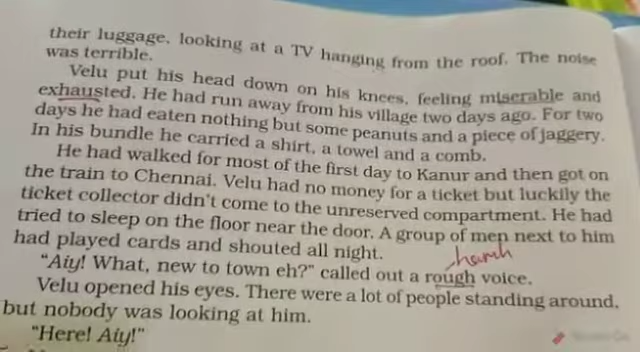 their luggage, looking at a TV hanging from the roof. The noise
was terrible.
Velu put his head down on his knees, feeling miserable and
exhausted. He had run away from his village two days ago. For two
days he had eaten nothing but some peanuts and a piece of jaggery.
In his bundle he carried a shirt, a towel and a comb.
He had walked for most of the first day to Kanur and then got on
the train to Chennai. Velu had no money for a ticket but luckily the
ticket collector didn't come to the unreserved compartment. He had
tried to sleep on the floor near the door. A group of men next to him
had played cards and shouted all night.
harsh
"Aiy! What, new to town eh?" called out a rough voice.
Velu opened his eyes. There were a lot of people standing around,
but nobody was looking at him.
"Here! Aiy!"